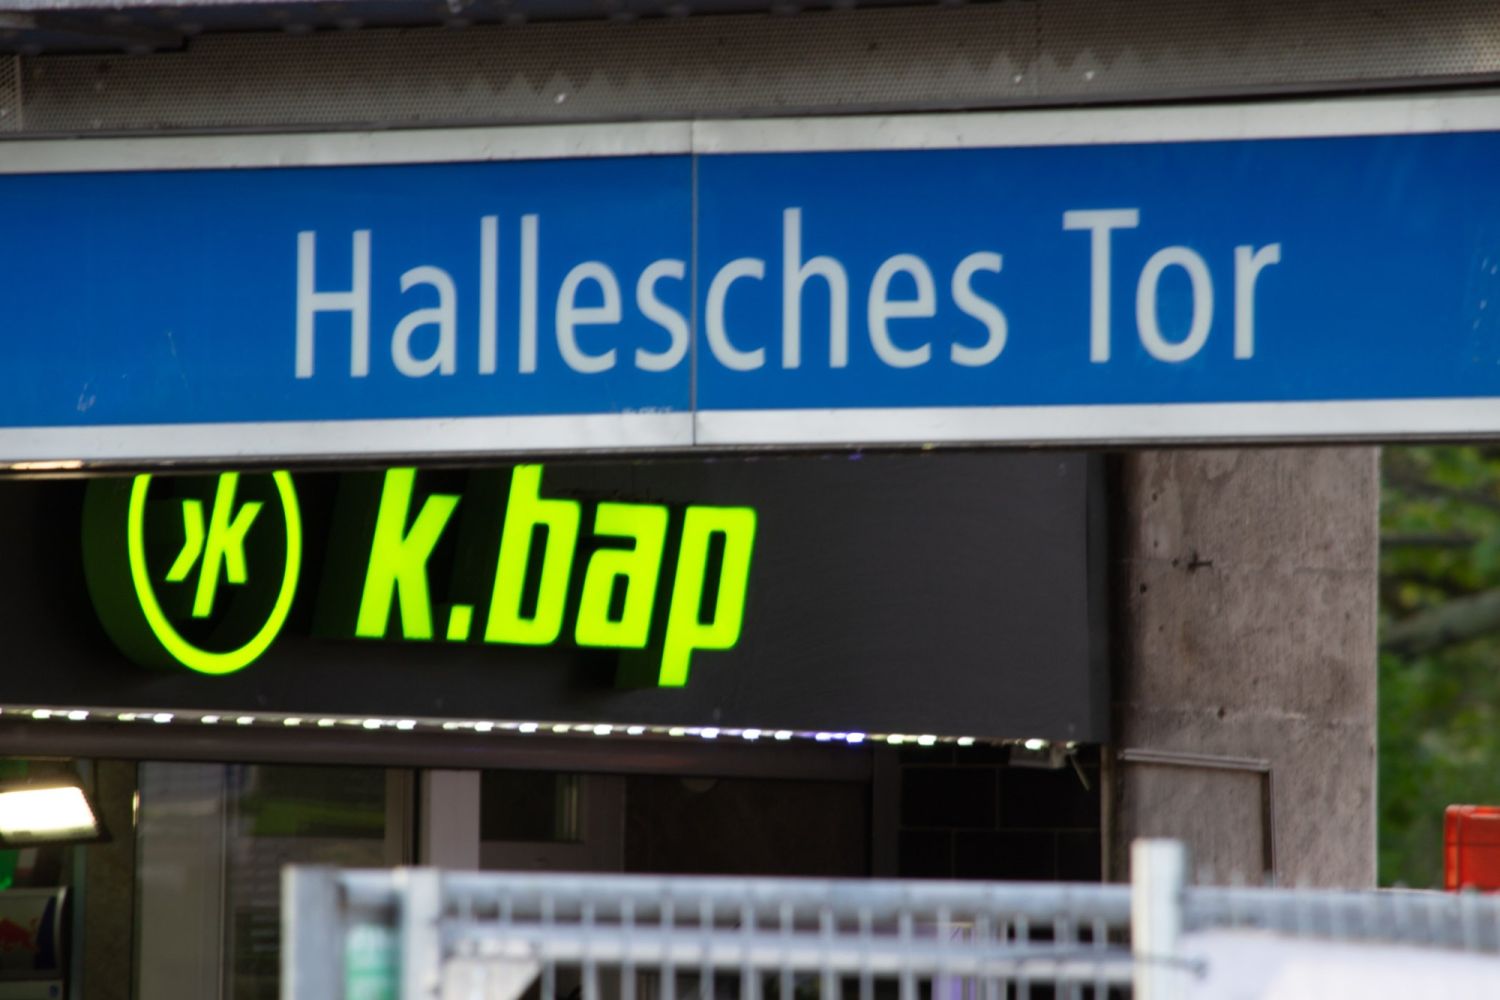 Hallesches Tor
k k.bap